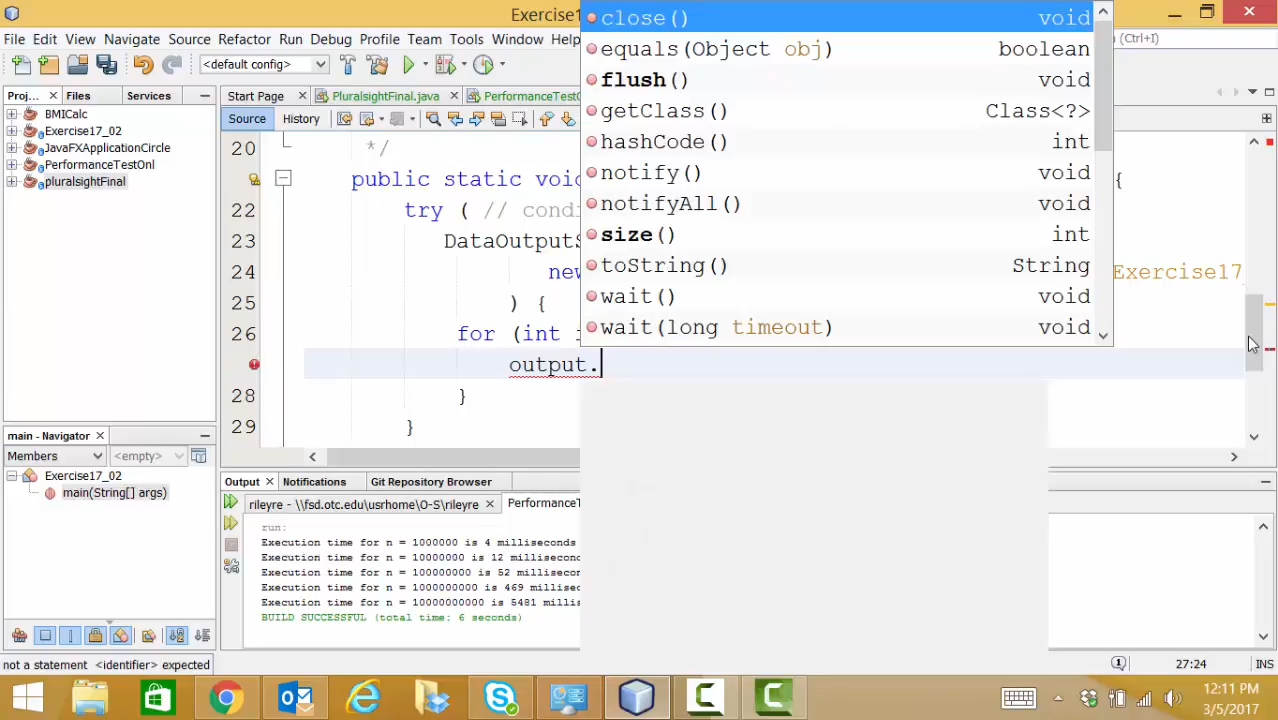 Exercise1
(Ctrl+I)
File Edit View Navigate Source Refactor Run Debug Profile Team Tools Window Help
<default config>
Proj... Files Services
Start Page PluralsightFinal.java PerformanceTestO
Source History
BMICalc
Exercise17_02
JavaFXApplicationCircle
PerformanceTestOnl
pluralsightFinal
close() void
equals(Object obj) boolean
flush() void
getClass() Class<?>
hashCode() int
notify() void
notifyAll() void
size() int
toString() String
wait() void
wait(long timeout) void
20 */
public static void {
22 try ( // condi
23 DataOutputS
24 new Exercise17
25 ) {
26 for (int i
output.
28 }
29 }
main - Navigator
Members <empty>
Exercise17_02
main(String[] args)
Output Notifications Git Repository Browser
rileyre - \\fsd.otc.edu\usrhome\O-S\rileyre PerformanceT
run:
Execution time for n = 1000000 is 4 milliseconds
Execution time for n = 10000000 is 12 milliseconds
Execution time for n = 100000000 is 52 milliseconds
Execution time for n = 1000000000 is 469 milliseconds
Execution time for n = 10000000000 is 5481 millis
BUILD SUCCESSFUL (total time: 6 seconds)
not a statement <identifier> expected
1 27:24 INS
12:11 PM
3/5/2017